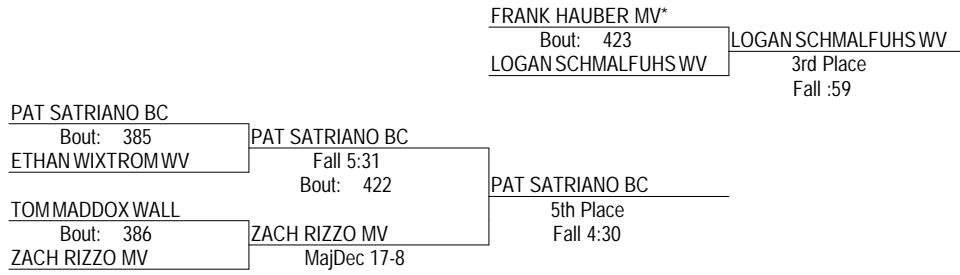 FRANK HAUBER MV*
Bout: 423
LOGAN SCHMALFUHS WV
LOGAN SCHMALFUHS WV
3rd Place
Fall :59
PAT SATRIANO BC
Bout: 385
ETHAN WIXTROM WV
PAT SATRIANO BC
Fall 5:31
Bout: 422
TOM MADDOX WALL
Bout: 386
ZACH RIZZO MV
ZACH RIZZO MV
MajDec 17-8
PAT SATRIANO BC
5th Place
Fall 4:30